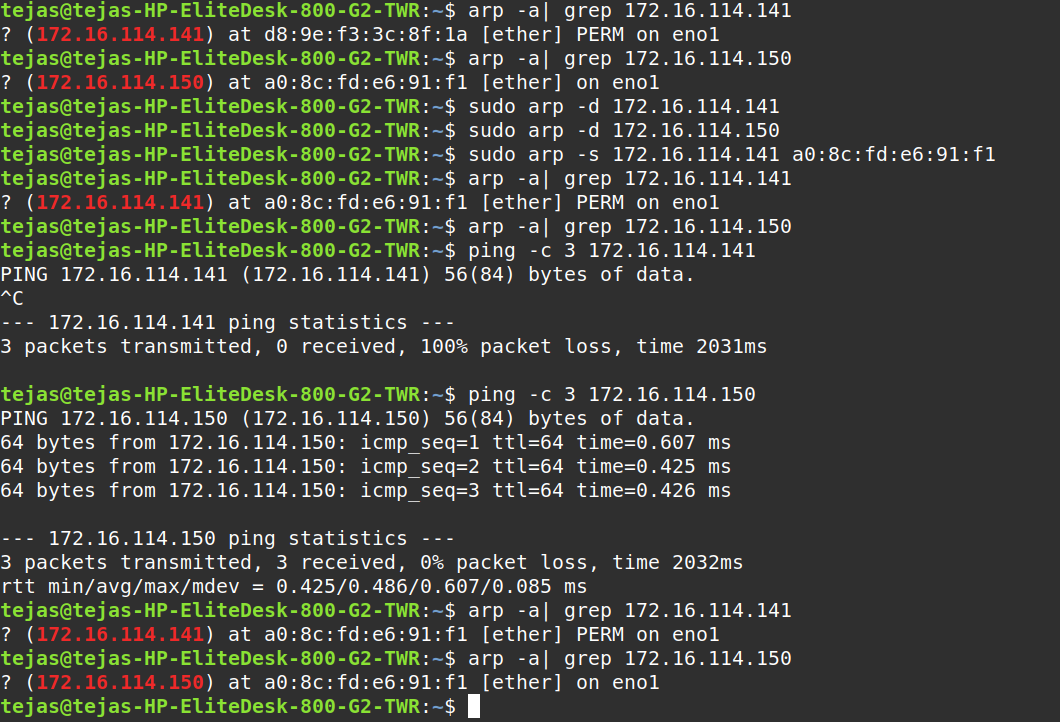 tejas@tejas-HP-EliteDesk-800-G2-TWR:~$ arp -a| grep 172.16.114.141
? (172.16.114.141) at d8:9e:f3:3c:8f:1a [ether] PERM on eno1
tejas@tejas-HP-EliteDesk-800-G2-TWR:~$ arp -a| grep 172.16.114.150
? (172.16.114.150) at a0:8c:fd:e6:91:f1 [ether] on eno1
tejas@tejas-HP-EliteDesk-800-G2-TWR:~$ sudo arp -d 172.16.114.141
tejas@tejas-HP-EliteDesk-800-G2-TWR:~$ sudo arp -d 172.16.114.150
tejas@tejas-HP-EliteDesk-800-G2-TWR:~$ sudo arp -s 172.16.114.141 a0:8c:fd:e6:91:f1
tejas@tejas-HP-EliteDesk-800-G2-TWR:~$ arp -a| grep 172.16.114.141
? (172.16.114.141) at a0:8c:fd:e6:91:f1 [ether] PERM on eno1
tejas@tejas-HP-EliteDesk-800-G2-TWR:~$ arp -a| grep 172.16.114.150
tejas@tejas-HP-EliteDesk-800-G2-TWR:~$ ping -c 3 172.16.114.141
PING 172.16.114.141 (172.16.114.141) 56(84) bytes of data.
^C
--- 172.16.114.141 ping statistics ---
3 packets transmitted, 0 received, 100% packet loss, time 2031ms
tejas@tejas-HP-EliteDesk-800-G2-TWR:~$ ping -c 3 172.16.114.150
PING 172.16.114.150 (172.16.114.150) 56(84) bytes of data.
64 bytes from 172.16.114.150: icmp_seq=1 ttl=64 time=0.607 ms
64 bytes from 172.16.114.150: icmp_seq=2 ttl=64 time=0.425 ms
64 bytes from 172.16.114.150: icmp_seq=3 ttl=64 time=0.426 ms
--- 172.16.114.150 ping statistics ---
3 packets transmitted, 3 received, 0% packet loss, time 2032ms
rtt min/avg/max/mdev = 0.425/0.486/0.607/0.085 ms
tejas@tejas-HP-EliteDesk-800-G2-TWR:~$ arp -a| grep 172.16.114.141
? (172.16.114.141) at a0:8c:fd:e6:91:f1 [ether] PERM on eno1
tejas@tejas-HP-EliteDesk-800-G2-TWR:~$ arp -a| grep 172.16.114.150
? (172.16.114.150) at a0:8c:fd:e6:91:f1 [ether] on eno1
tejas@tejas-HP-EliteDesk-800-G2-TWR:~$